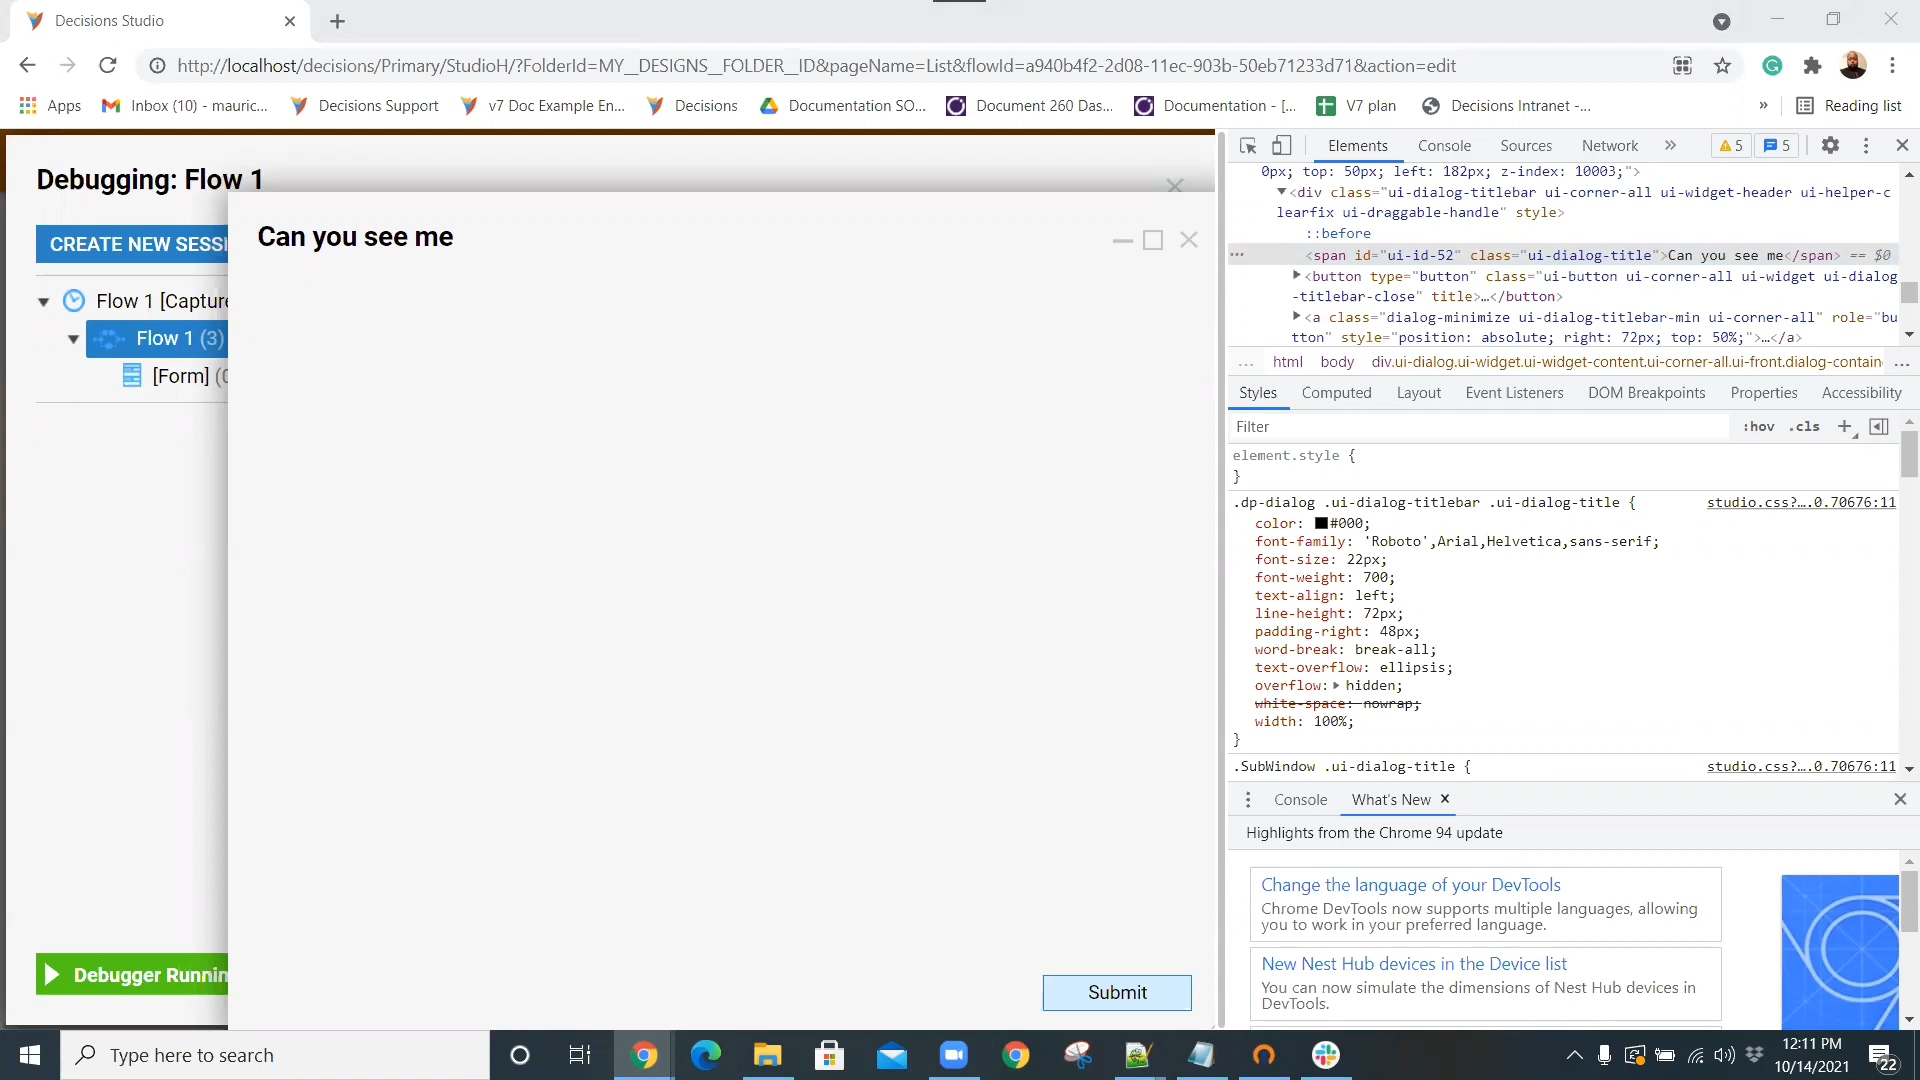 Decisions Studio
http://localhost/decisions/Primary/StudioH/?FolderId=MY__DESIGNS__FOLDER__ID&pageName=List&flowId=a940b4f2-2d08-11ec-903b-50eb71233d71&action=edit
Apps Inbox (10) - mauric... Decisions Support v7 Doc Example En... Decisions Documentation SO... Document 260 Das... Documentation - [... V7 plan Decisions Intranet -... » Reading list
Debugging: Flow 1
CREATE NEW SESS
Flow 1 [Capture
Flow 1 (3)
[Form] (
Debugger Runnin
Can you see me
Submit
Elements Console Sources Network » 5 5
0px; top: 50px; left: 182px; z-index: 10003;">
<div class="ui-dialog-titlebar ui-corner-all ui-widget-header ui-helper-c
learfix ui-draggable-handle" style>
::before
<span id="ui-id-52" class="ui-dialog-title">Can you see me</span> == $0
<button type="button" class="ui-button ui-corner-all ui-widget ui-dialog
-titlebar-close" title>…</button>
<a class="dialog-minimize ui-dialog-titlebar-min ui-corner-all" role="bu
tton" style="position: absolute; right: 72px; top: 50%;">…</a>
... html body div.ui-dialog.ui-widget.ui-widget-content.ui-corner-all.ui-front.dialog-contain ...
Styles Computed Layout Event Listeners DOM Breakpoints Properties Accessibility
Filter :hov .cls +
element.style {
}
.dp-dialog .ui-dialog-titlebar .ui-dialog-title { studio.css?….0.70676:11
color: #000;
font-family: 'Roboto',Arial,Helvetica,sans-serif;
font-size: 22px;
font-weight: 700;
text-align: left;
line-height: 72px;
padding-right: 48px;
word-break: break-all;
text-overflow: ellipsis;
overflow: hidden;
white-space: nowrap;
width: 100%;
}
.SubWindow .ui-dialog-title { studio.css?….0.70676:11
Console What's New
Highlights from the Chrome 94 update
Change the language of your DevTools
Chrome DevTools now supports multiple languages, allowing
you to work in your preferred language.
New Nest Hub devices in the Device list
You can now simulate the dimensions of Nest Hub devices in
DevTools.
Type here to search
12:11 PM
10/14/2021
22